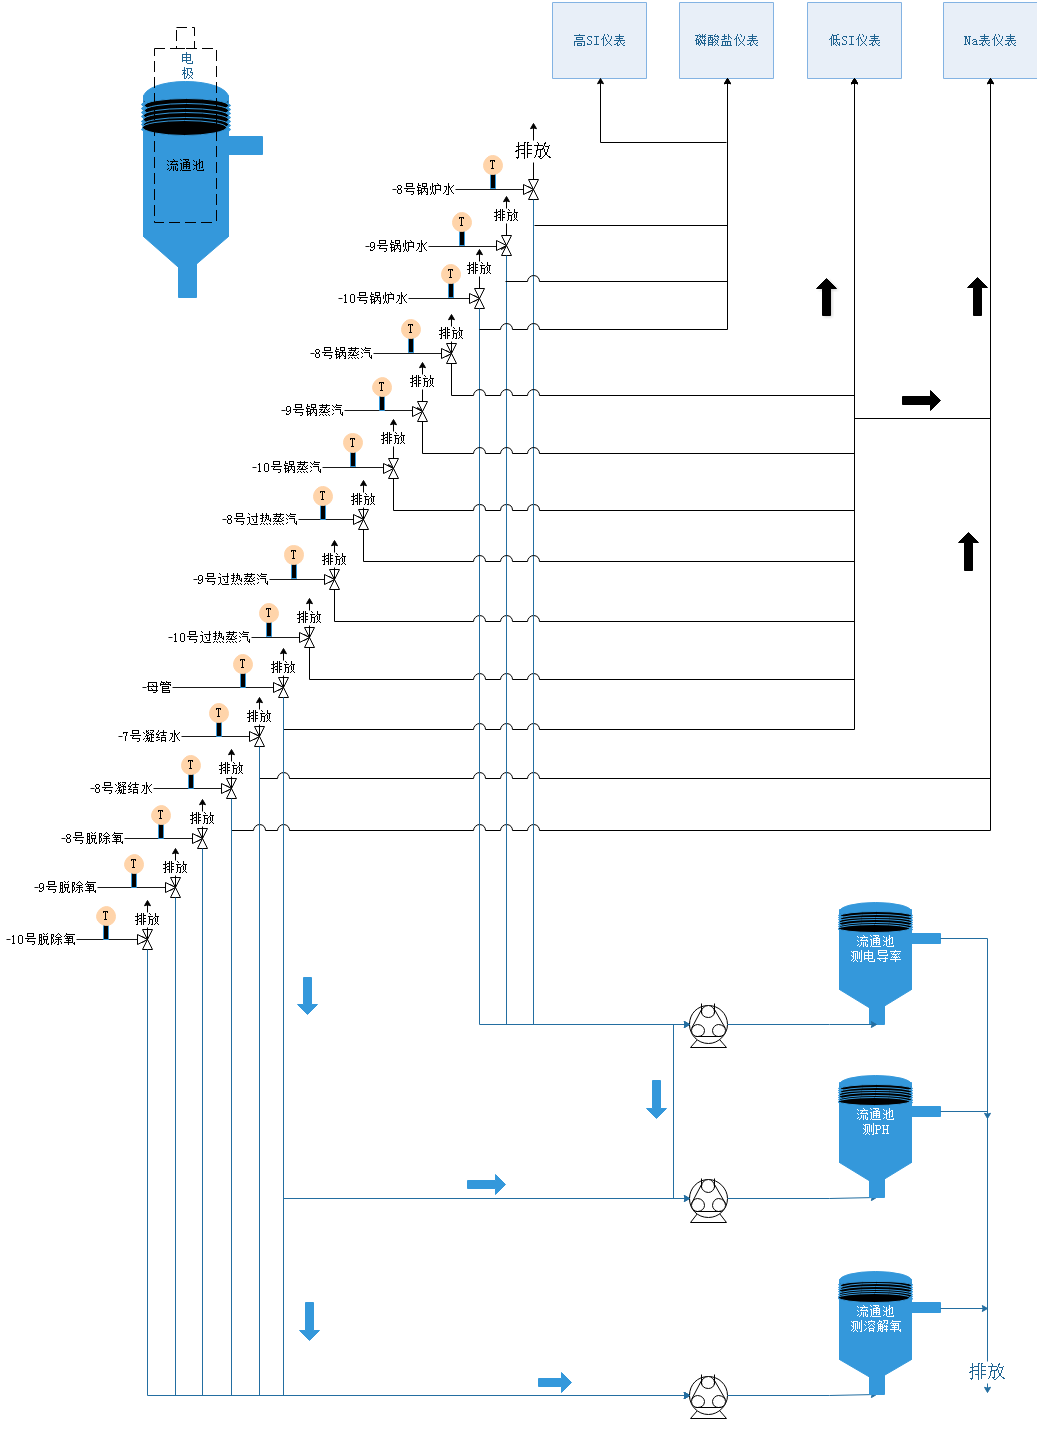 高SI仪表
磷酸盐仪表
低SI仪表
Na表仪表
电
极
流通池
排放
T
-8号锅炉水
排放
T
-9号锅炉水
排放
T
-10号锅炉水
排放
T
-8号锅蒸汽
排放
T
-9号锅蒸汽
排放
T
-10号锅蒸汽
排放
T
-8号过热蒸汽
排放
T
-9号过热蒸汽
排放
T
-10号过热蒸汽
排放
T
-母管
排放
T
-7号凝结水
排放
T
-8号凝结水
排放
T
-8号脱除氧
排放
T
-9号脱除氧
排放
T
-10号脱除氧
流通池
测电导率
流通池
测PH
流通池
测溶解氧
排放